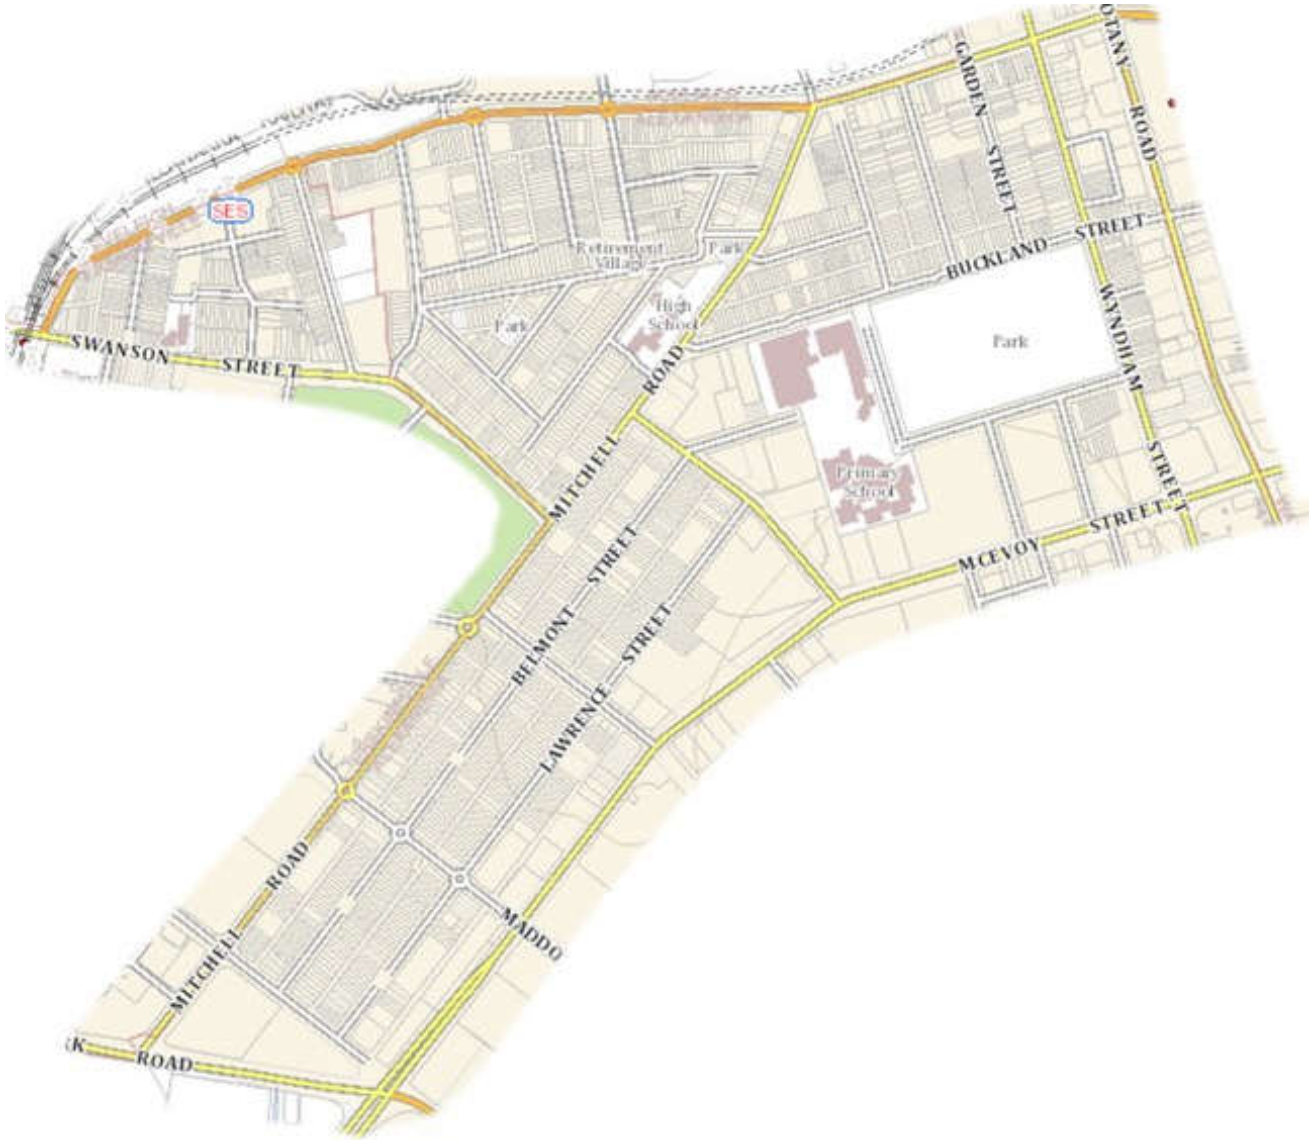 OTANY
ROAD
GARDEN
STREET
SES
BUCKLAND
STREET
Retirement
Village
Park
High
School
Park
Park
WYNDHAM
STREET
SWANSON
STREET
MITCHELL
ROAD
Primary
School
MCEVOY
STREET
BELMONT
STREET
LAWRENCE
STREET
MITCHELL
ROAD
MADDO
K
ROAD